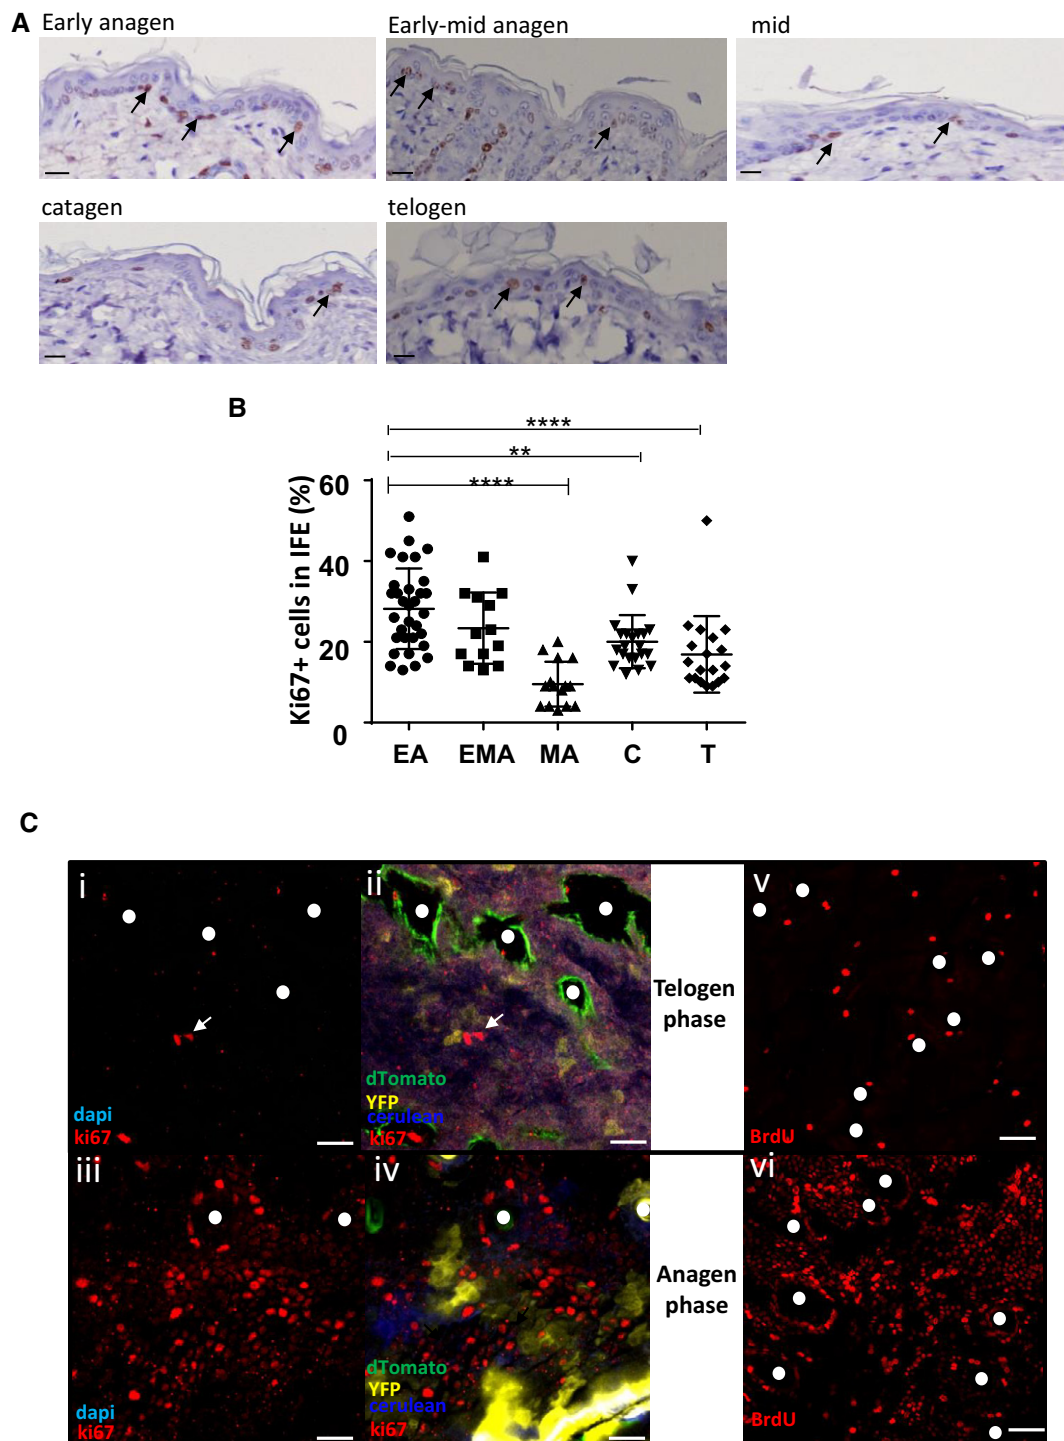 A
Early anagen
Early-mid anagen
mid
catagen
telogen
B
****
**
****
Ki67+ cells in IFE (%)
60
40
20
0
EA
EMA
MA
C
T
C
i
dapi
ki67
ii
dTomato
YFP
cerulean
ki67
Telogen
phase
v
BrdU
iii
dapi
ki67
iv
dTomato
YFP
cerulean
ki67
Anagen
phase
vi
BrdU